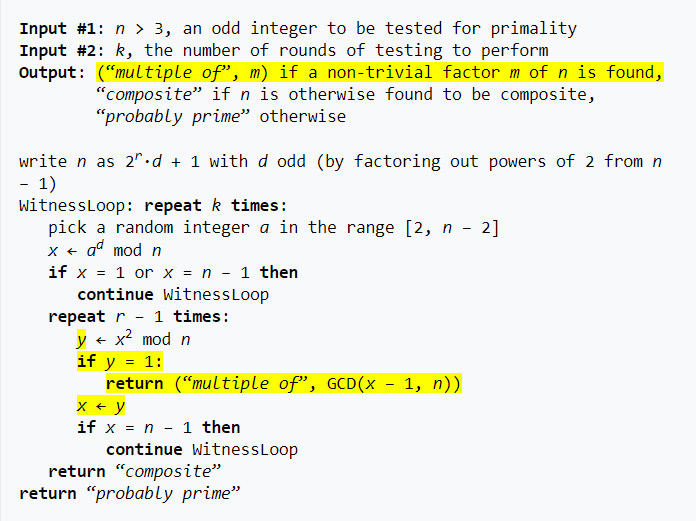 Input #1: n > 3, an odd integer to be tested for primality
Input #2: k, the number of rounds of testing to perform
Output: (“multiple of”, m) if a non-trivial factor m of n is found,
“composite” if n is otherwise found to be composite,
“probably prime” otherwise
write n as 2ʳ·d + 1 with d odd (by factoring out powers of 2 from n
− 1)
WitnessLoop: repeat k times:
pick a random integer a in the range [2, n − 2]
x ← aᵈ mod n
if x = 1 or x = n − 1 then
continue WitnessLoop
repeat r − 1 times:
y ← x² mod n
if y = 1:
return (“multiple of”, GCD(x − 1, n))
x ← y
if x = n − 1 then
continue WitnessLoop
return “composite”
return “probably prime”